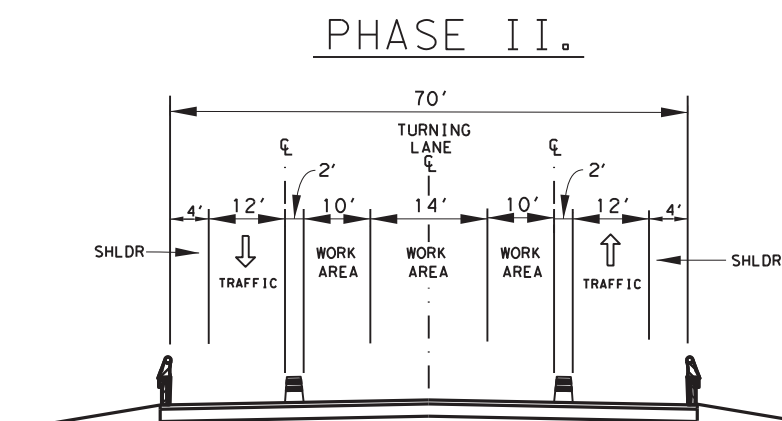 PHASE II.
70'
TURNING
LANE
℄ ℄ ℄
2' 2'
4' 12' 10' 14' 10' 12' 4'
SHLDR WORK WORK WORK SHLDR
AREA AREA AREA
TRAFFIC TRAFFIC